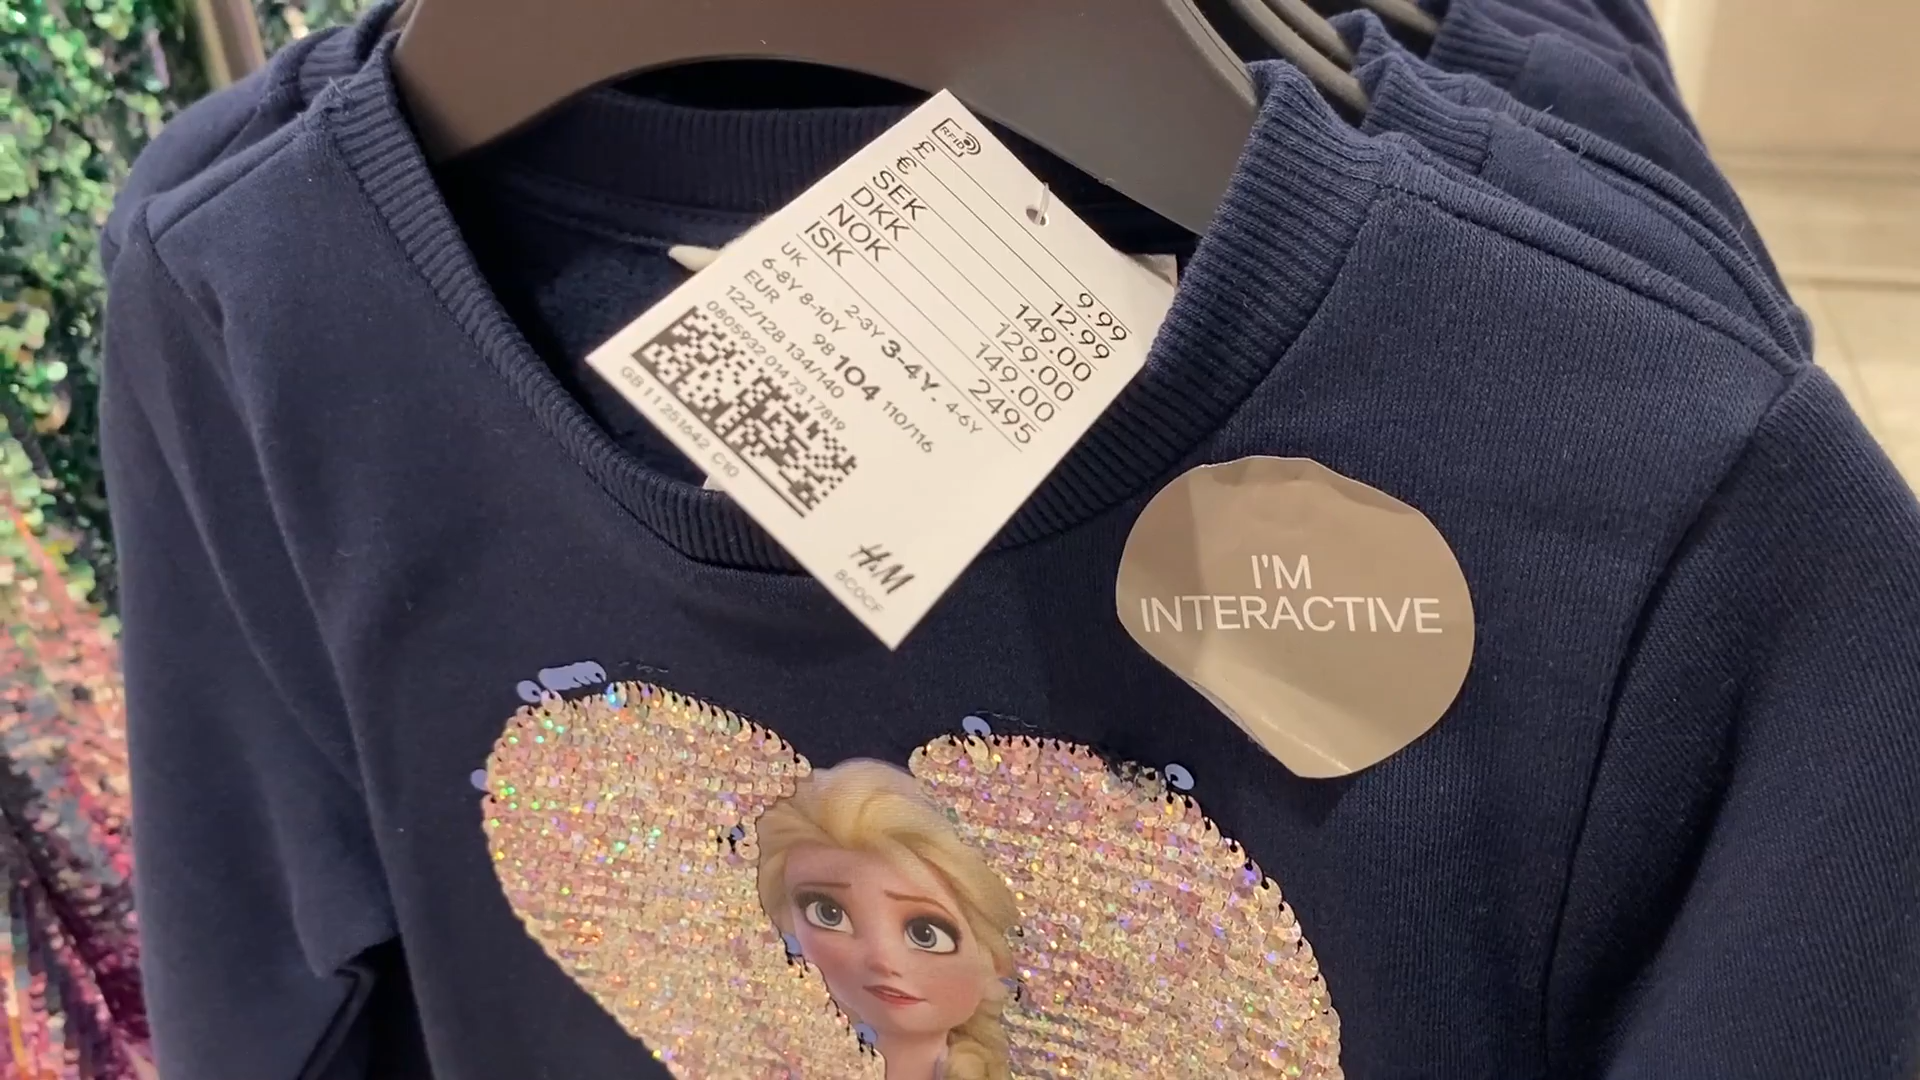 RFID
£ 9.99
€ 12.99
SEK 149.00
DKK 129.00
NOK 149.00
ISK 2495
UK 2-3Y 3-4Y. 4-6Y
6-8Y 8-10Y
EUR 98 104 110/116
122/128 134/140
0805932 014 73 17819
GB 11 251642 C10
H&M
8C0CF
I'M
INTERACTIVE